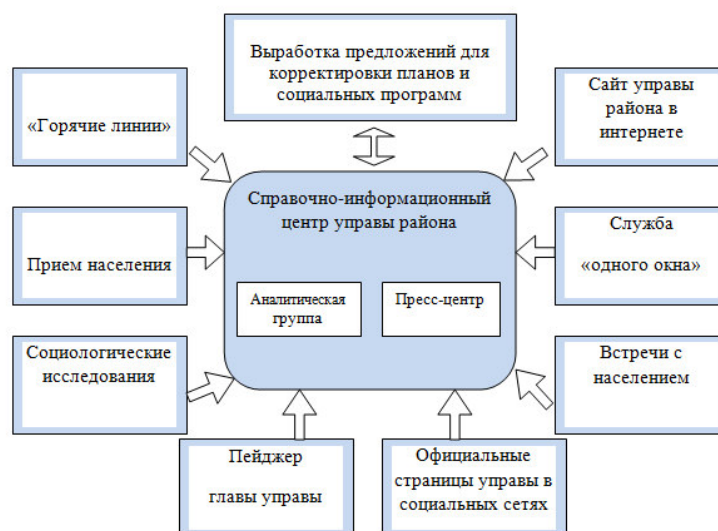 Выработка предложений для
корректировки планов и
социальных программ
«Горячие линии»
Сайт управы
района в
интернете
Справочно-информационный
центр управы района
Прием населения
Служба
«одного окна»
Аналитическая
группа
Пресс-центр
Социологические
исследования
Встречи с
населением
Пейджер
главы управы
Официальные
страницы управы в
социальных сетях